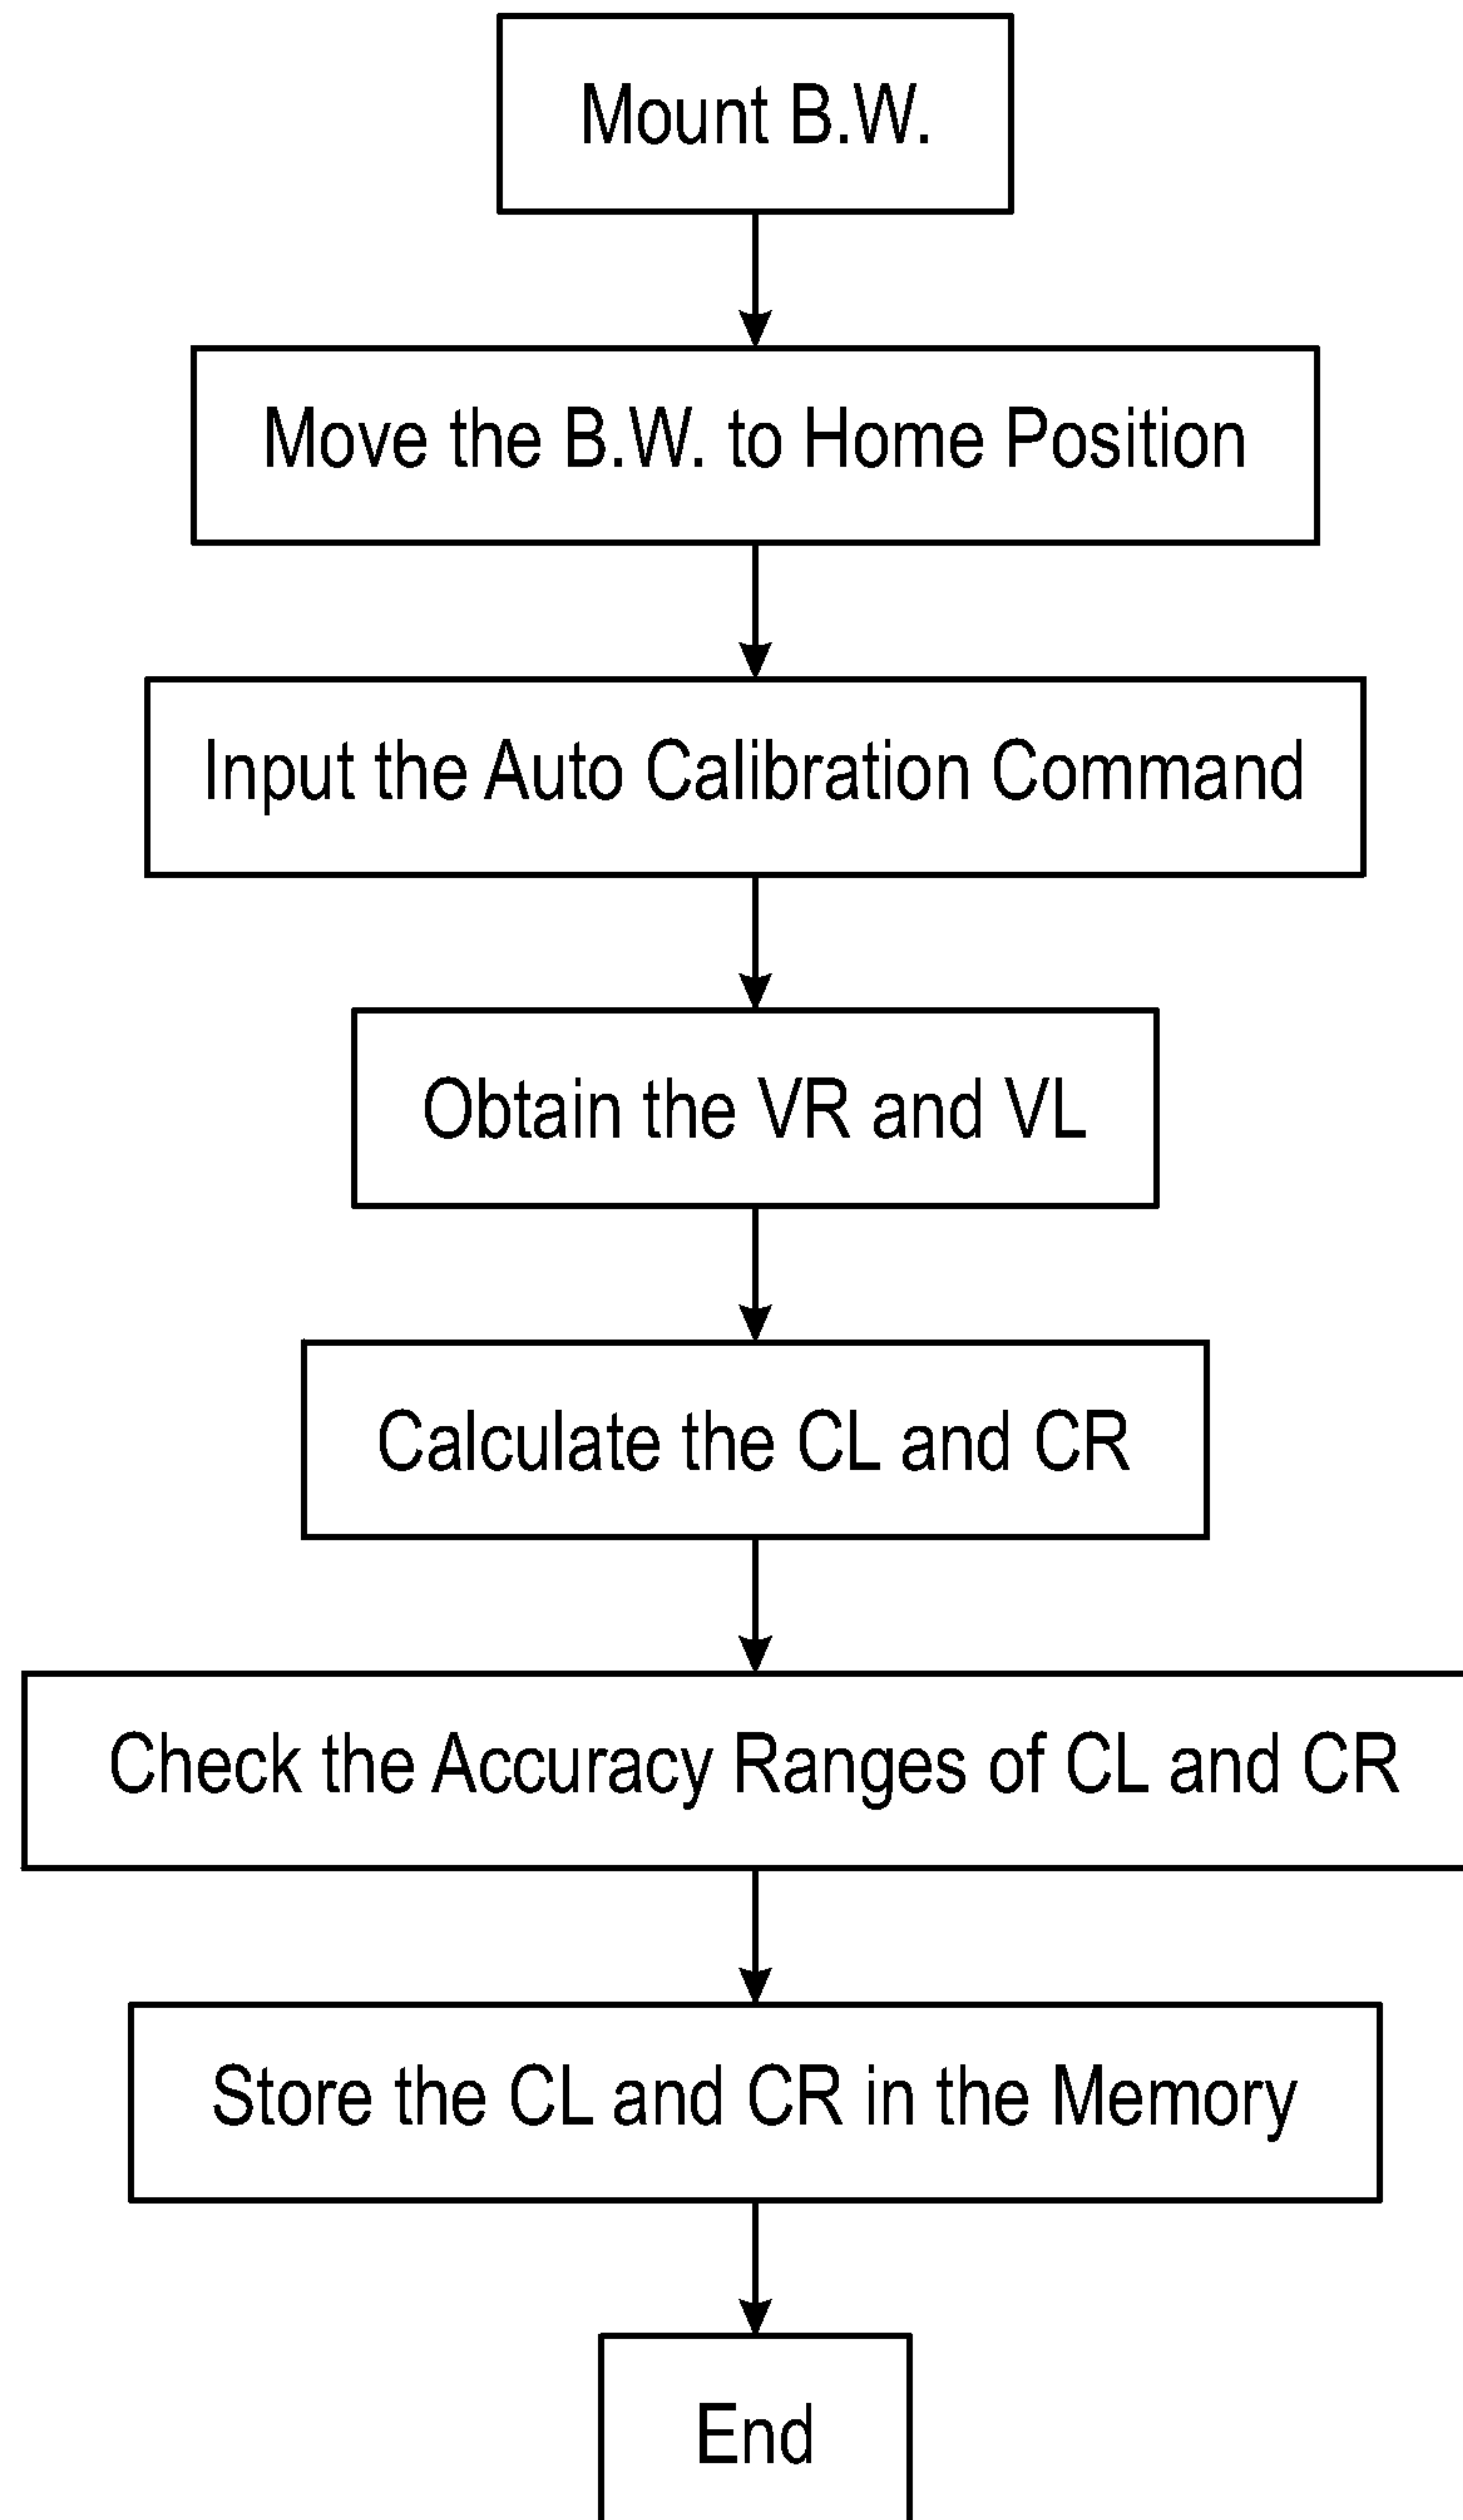 Mount B.W.
Move the B.W. to Home Position
Input the Auto Calibration Command
Obtain the VR and VL
Calculate the CL and CR
Check the Accuracy Ranges of CL and CR
Store the CL and CR in the Memory
End